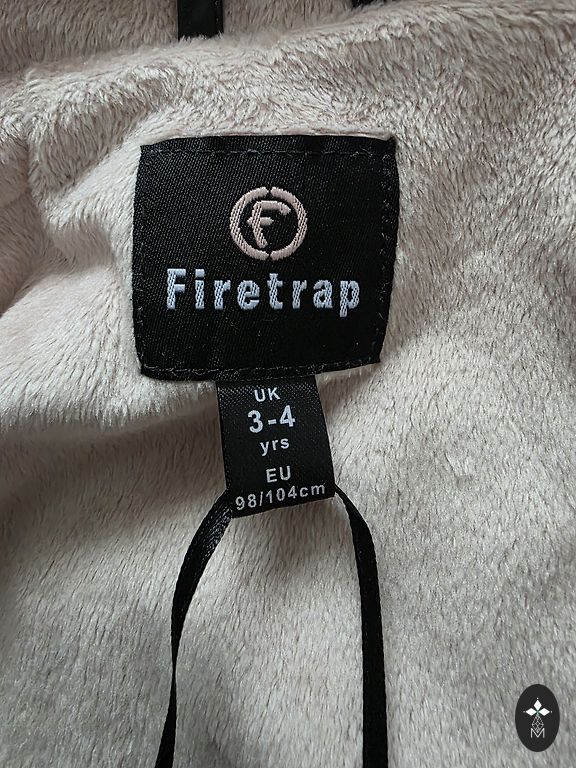 F
Firetrap
UK
3-4
yrs
EU
98/104cm
M